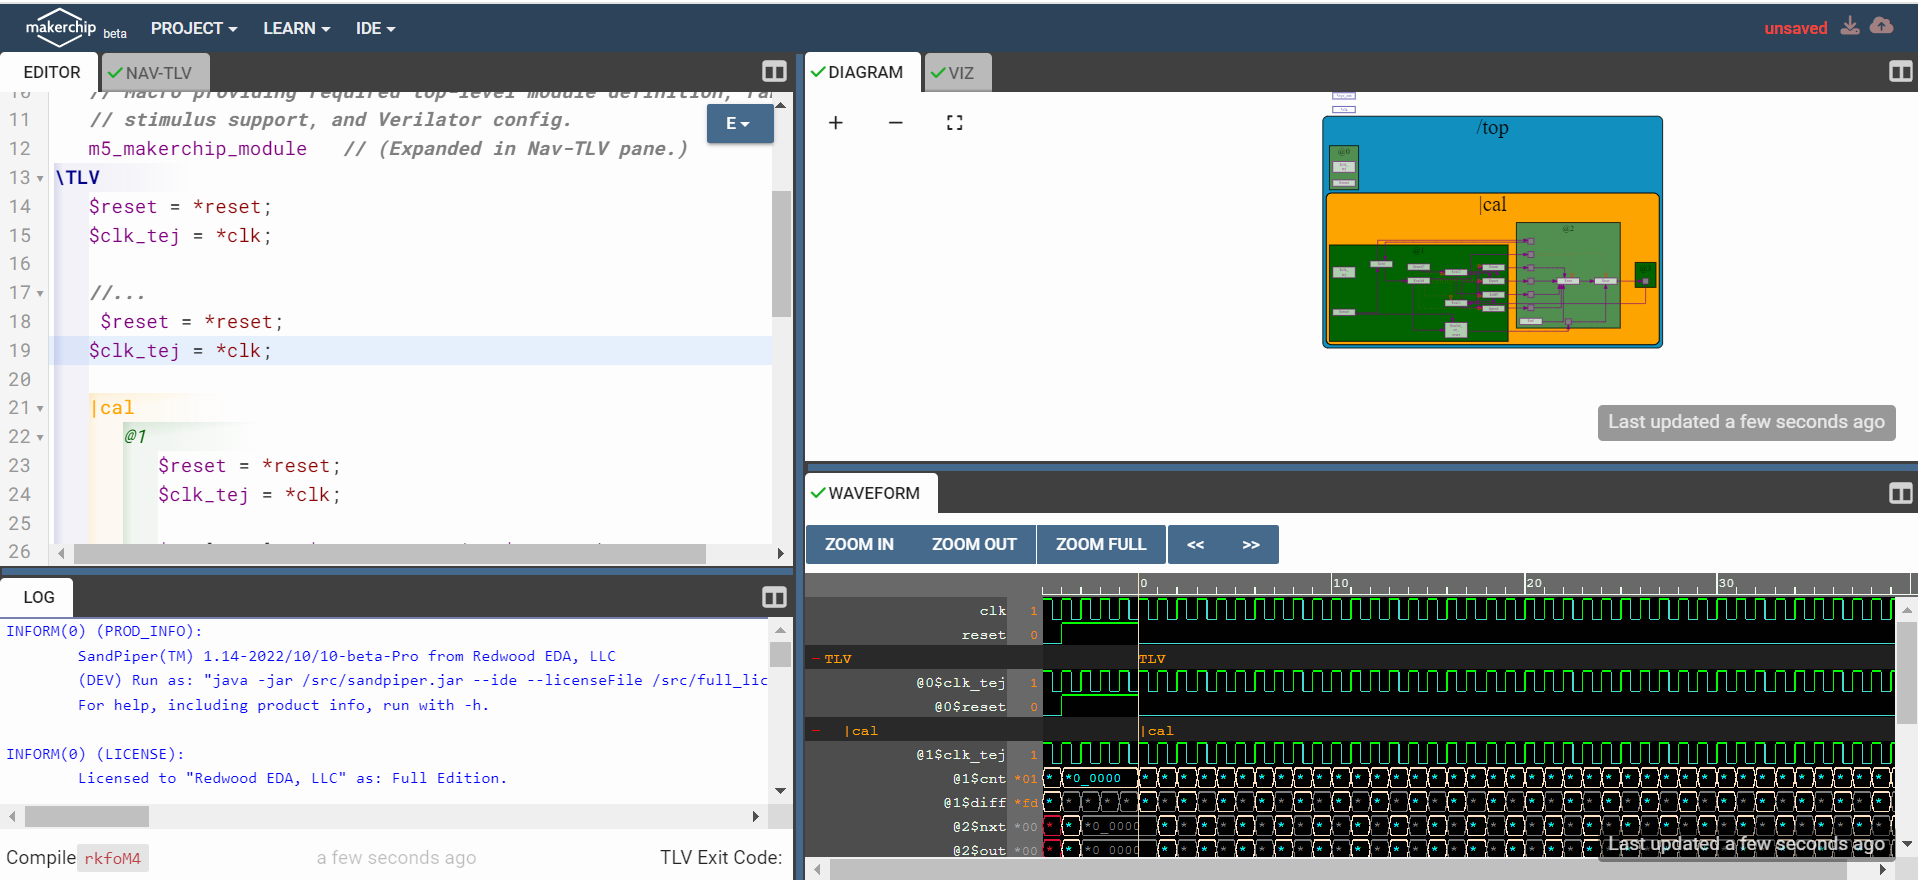 makerchip beta PROJECT LEARN IDE unsaved
EDITOR NAV-TLV
10 // Macro providing required top-level module definition,
11 // stimulus support, and Verilator config.
E
12 m5_makerchip_module // (Expanded in Nav-TLV pane.)
13 \TLV
14 $reset = *reset;
15 $clk_tej = *clk;
16
17 //...
18 $reset = *reset;
19 $clk_tej = *clk;
20
21 |cal
22 @1
23 $reset = *reset;
24 $clk_tej = *clk;
25
26
LOG
INFORM(0) (PROD_INFO):
SandPiper(TM) 1.14-2022/10/10-beta-Pro from Redwood EDA, LLC
(DEV) Run as: "java -jar /src/sandpiper.jar --ide --licenseFile /src/full_lic
For help, including product info, run with -h.
INFORM(0) (LICENSE):
Licensed to "Redwood EDA, LLC" as: Full Edition.
Compile rkfoM4 a few seconds ago TLV Exit Code:
DIAGRAM VIZ
/top
@0
|cal
@2
Last updated a few seconds ago
WAVEFORM
ZOOM IN ZOOM OUT ZOOM FULL << >>
0 10 20 30
clk 1
reset 0
- TLV TLV
@0$clk_tej 1
@0$reset 0
- |cal |cal
@1$clk_tej 1
@1$cnt *01 * *0_0000
@1$diff *fd
@2$nxt *00 *0_0000
@2$out *00 *0_0000
Last updated a few seconds ago